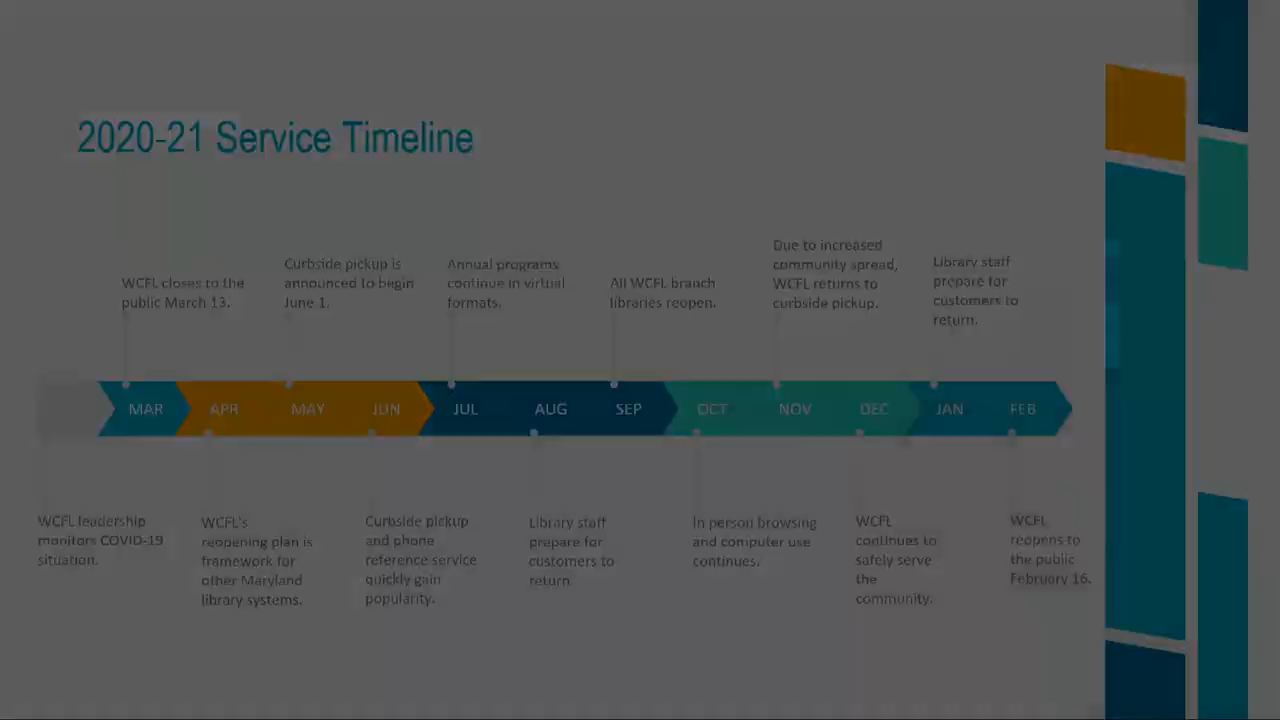 2020-21 Service Timeline
WCFL closes to the
public March 13.
Curbside pickup is
announced to begin
June 1.
Annual programs
continue in virtual
formats.
All WCFL branch
libraries reopen.
Due to increased
community spread,
WCFL returns to
curbside pickup.
Library staff
prepare for
customers to
return.
MAR APR MAY JUN JUL AUG SEP OCT NOV DEC JAN FEB
WCFL leadership
monitors COVID-19
situation.
WCFL's
reopening plan is
framework for
other Maryland
library systems.
Curbside pickup
and phone
reference service
quickly gain
popularity.
Library staff
prepare for
customers to
return.
In person browsing
and computer use
continues.
WCFL
continues to
safely serve
the
community.
WCFL
reopens to
the public
February 16.